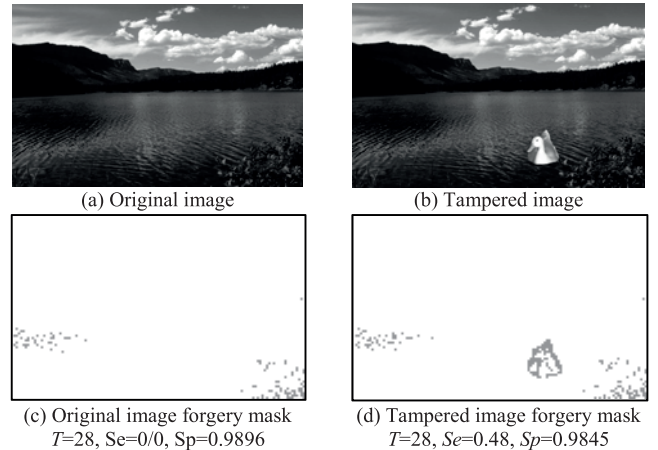 (a) Original image
(b) Tampered image
(c) Original image forgery mask
T=28, Se=0/0, Sp=0.9896
(d) Tampered image forgery mask
T=28, Se=0.48, Sp=0.9845